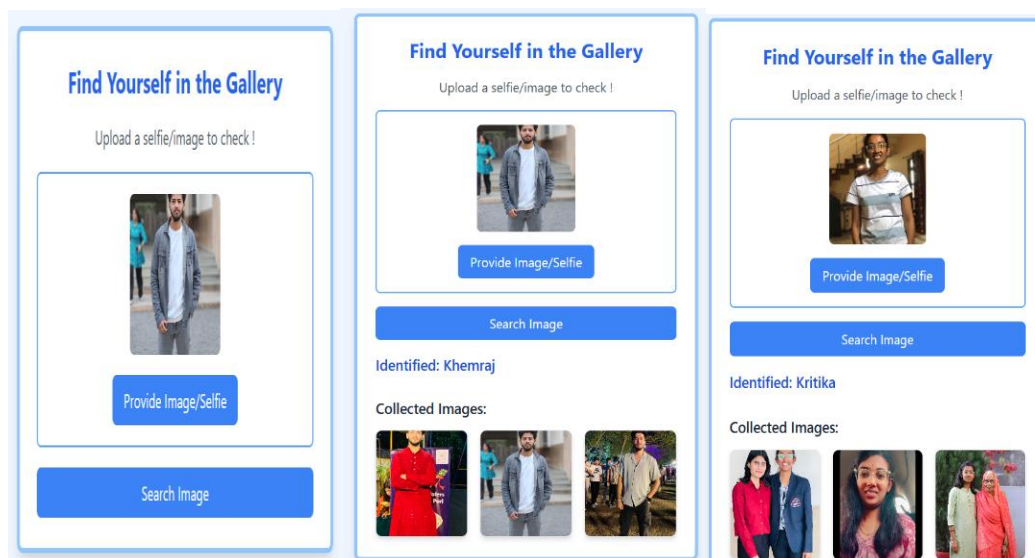 Find Yourself in the Gallery
Upload a selfie/image to check !
Provide Image/Selfie
Search Image
Find Yourself in the Gallery
Upload a selfie/image to check !
Provide Image/Selfie
Search Image
Identified: Khemraj
Collected Images:
Find Yourself in the Gallery
Upload a selfie/image to check !
Provide Image/Selfie
Search Image
Identified: Kritika
Collected Images: